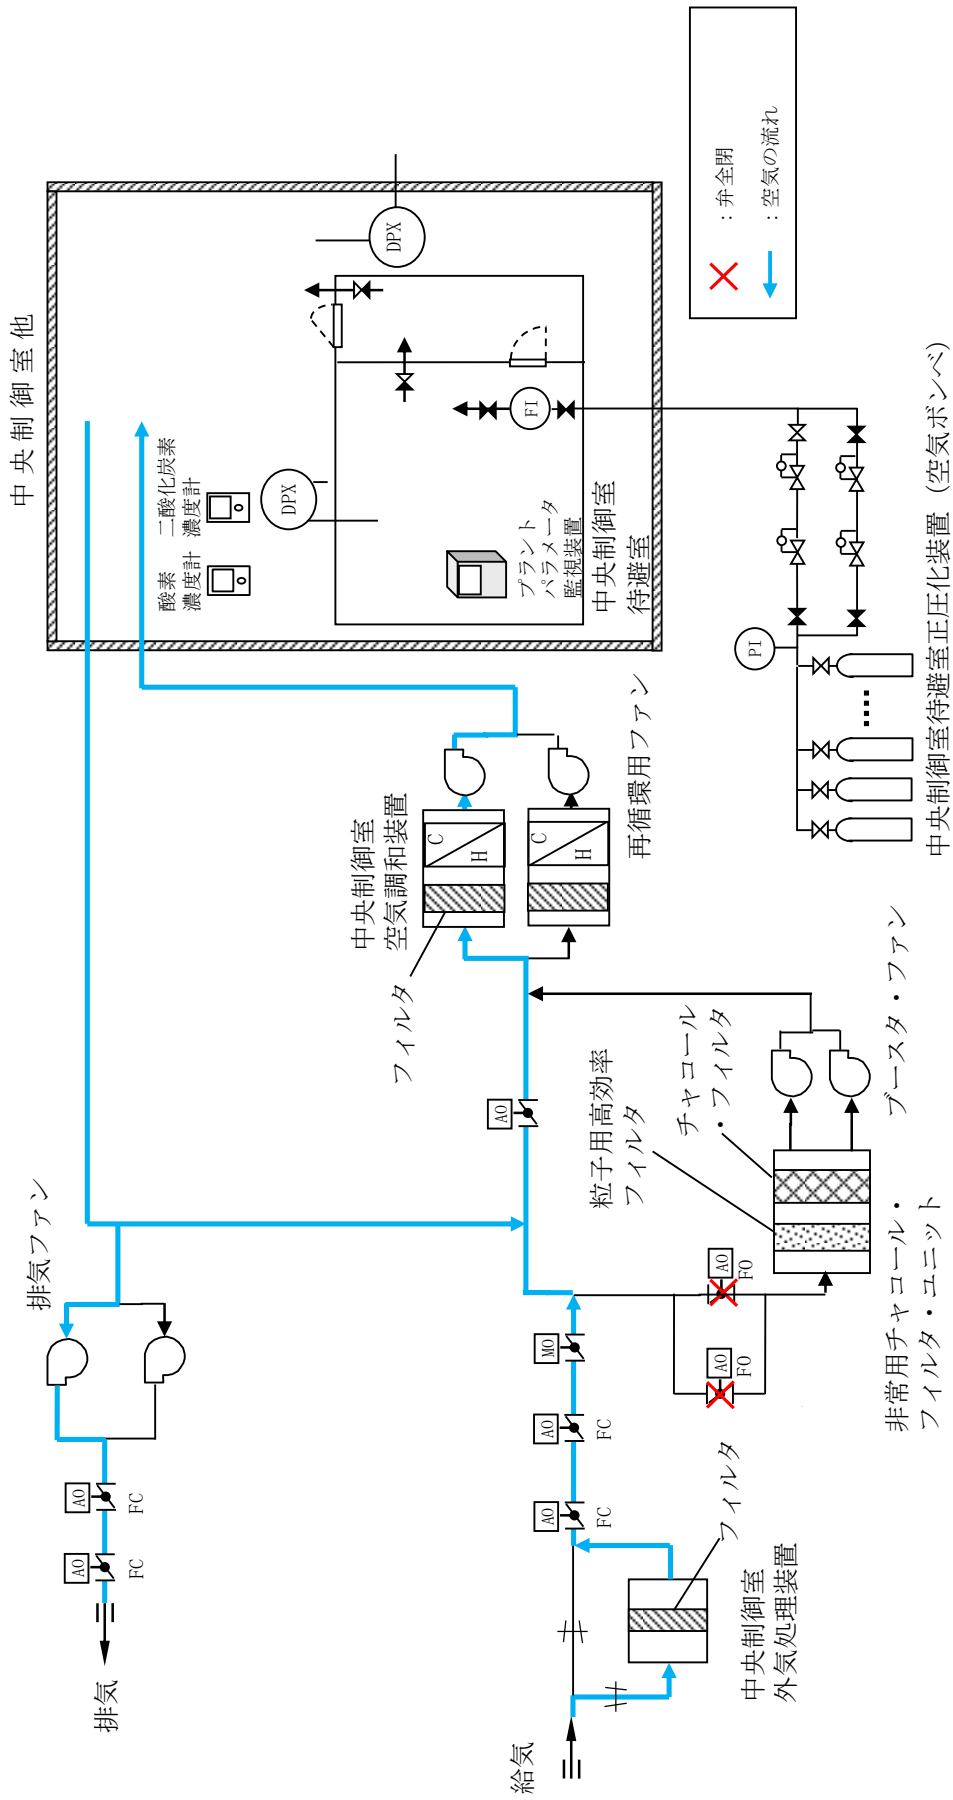 中央制御室他
酸素
濃度計
二酸化炭素
濃度計
DPX
DPX
プラント
パラメータ
監視装置
中央制御室
待避室
FI
：弁全閉
：空気の流れ
排気ファン
AO
FC
AO
FC
排気
中央制御室
空気調和装置
フィルタ
C
H
C
H
再循環用ファン
AO
給気
AO
FC
AO
FC
MO
フィルタ
中央制御室
外気処理装置
AO
FO
AO
FO
粒子用高効率
フィルタ
チャコール
・フィルタ
ブースタ・ファン
非常用チャコール・
フィルタ・ユニット
PI
中央制御室待避室正圧化装置（空気ボンベ）